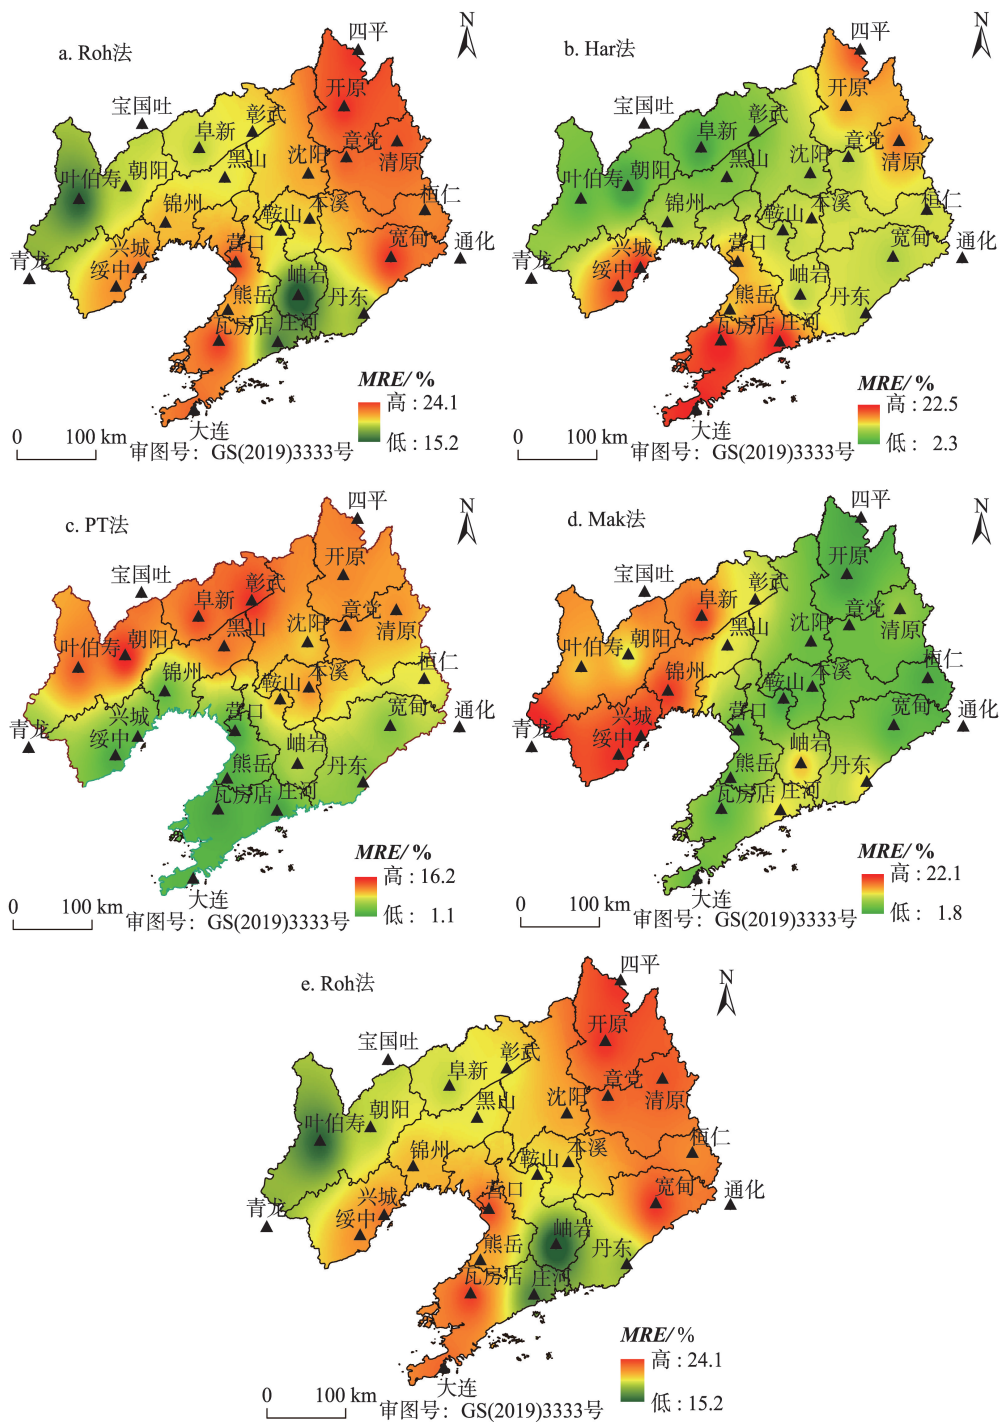 a. Roh法
N
四平
开原
宝国吐
彰武
阜新
章党
黑山
沈阳
清原
叶伯寿
朝阳
桓仁
锦州
鞍山
本溪
兴城
营口
宽甸
通化
青龙
绥中
岫岩
熊岳
丹东
瓦房店
庄河
大连
MRE/%
高：24.1
低：15.2
0 100 km
审图号：GS(2019)3333号
b. Har法
N
四平
开原
宝国吐
彰武
阜新
章党
黑山
沈阳
清原
叶伯寿
朝阳
桓仁
锦州
鞍山
本溪
兴城
营口
宽甸
通化
青龙
绥中
岫岩
熊岳
丹东
瓦房店
庄河
大连
MRE/%
高：22.5
低：2.3
0 100 km
审图号：GS(2019)3333号
c. PT法
N
四平
开原
宝国吐
彰武
阜新
章党
黑山
沈阳
清原
叶伯寿
朝阳
桓仁
锦州
鞍山
本溪
兴城
营口
宽甸
通化
青龙
绥中
岫岩
熊岳
丹东
瓦房店
庄河
大连
MRE/%
高：16.2
低：1.1
0 100 km
审图号：GS(2019)3333号
d. Mak法
N
四平
开原
宝国吐
彰武
阜新
章党
黑山
沈阳
清原
叶伯寿
朝阳
桓仁
锦州
鞍山
本溪
兴城
营口
宽甸
通化
青龙
绥中
岫岩
熊岳
丹东
瓦房店
庄河
大连
MRE/%
高：22.1
低：1.8
0 100 km
审图号：GS(2019)3333号
e. Roh法
N
四平
开原
宝国吐
彰武
阜新
章党
黑山
沈阳
清原
叶伯寿
朝阳
桓仁
锦州
鞍山
本溪
兴城
营口
宽甸
通化
青龙
绥中
岫岩
熊岳
丹东
瓦房店
庄河
大连
MRE/%
高：24.1
低：15.2
0 100 km
审图号：GS(2019)3333号